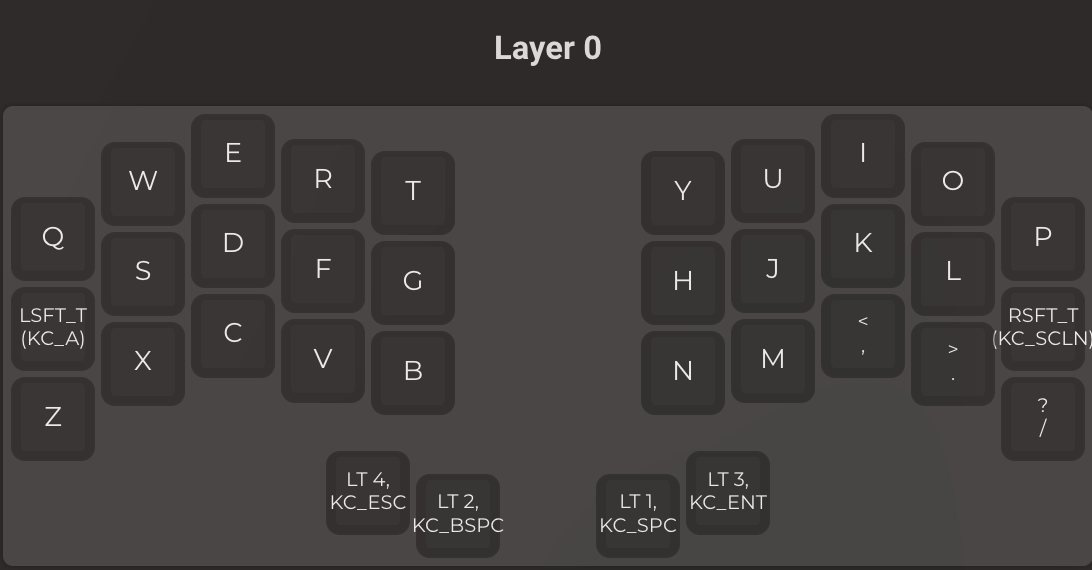 Layer 0
Q
W
E
R
T
Y
U
I
O
P
LSFT_T
(KC_A)
S
D
F
G
H
J
K
L
RSFT_T
(KC_SCLN)
Z
X
C
V
B
N
M
<
,
>
.
?
/
LT 4,
KC_ESC
LT 2,
KC_BSPC
LT 1,
KC_SPC
LT 3,
KC_ENT